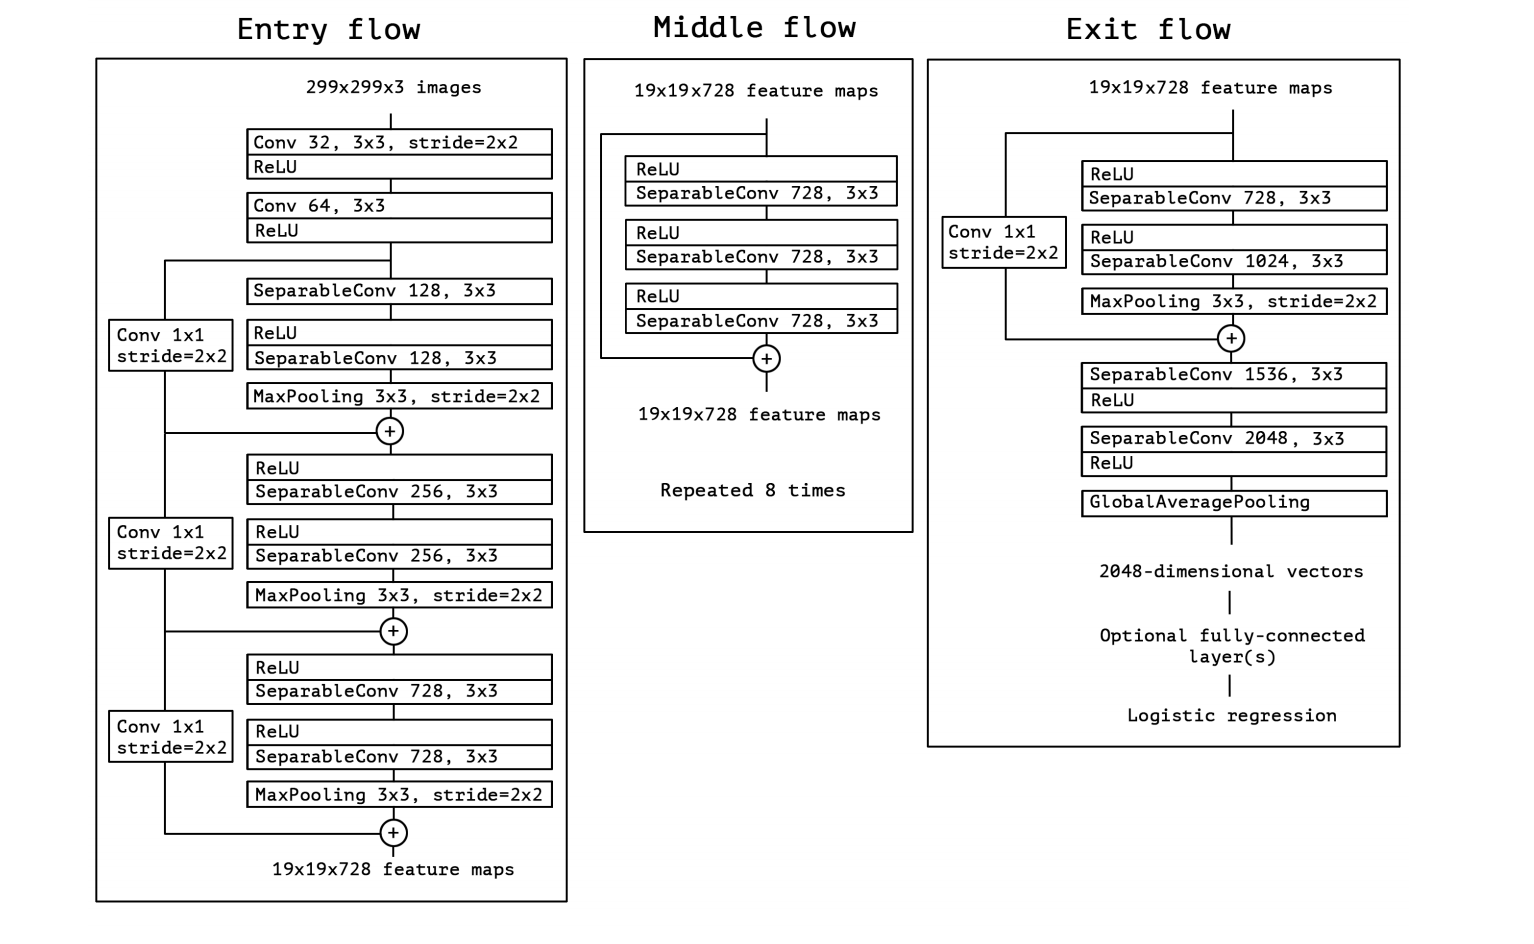 Entry flow
299x299x3 images
Conv 32, 3x3, stride=2x2
ReLU
Conv 64, 3x3
ReLU
SeparableConv 128, 3x3
Conv 1x1
stride=2x2
ReLU
SeparableConv 128, 3x3
MaxPooling 3x3, stride=2x2
+
ReLU
SeparableConv 256, 3x3
Conv 1x1
stride=2x2
ReLU
SeparableConv 256, 3x3
MaxPooling 3x3, stride=2x2
+
ReLU
SeparableConv 728, 3x3
Conv 1x1
stride=2x2
ReLU
SeparableConv 728, 3x3
MaxPooling 3x3, stride=2x2
+
19x19x728 feature maps
Middle flow
19x19x728 feature maps
ReLU
SeparableConv 728, 3x3
ReLU
SeparableConv 728, 3x3
ReLU
SeparableConv 728, 3x3
+
19x19x728 feature maps
Repeated 8 times
Exit flow
19x19x728 feature maps
ReLU
SeparableConv 728, 3x3
Conv 1x1
stride=2x2
ReLU
SeparableConv 1024, 3x3
MaxPooling 3x3, stride=2x2
+
SeparableConv 1536, 3x3
ReLU
SeparableConv 2048, 3x3
ReLU
GlobalAveragePooling
2048-dimensional vectors
Optional fully-connected
layer(s)
Logistic regression